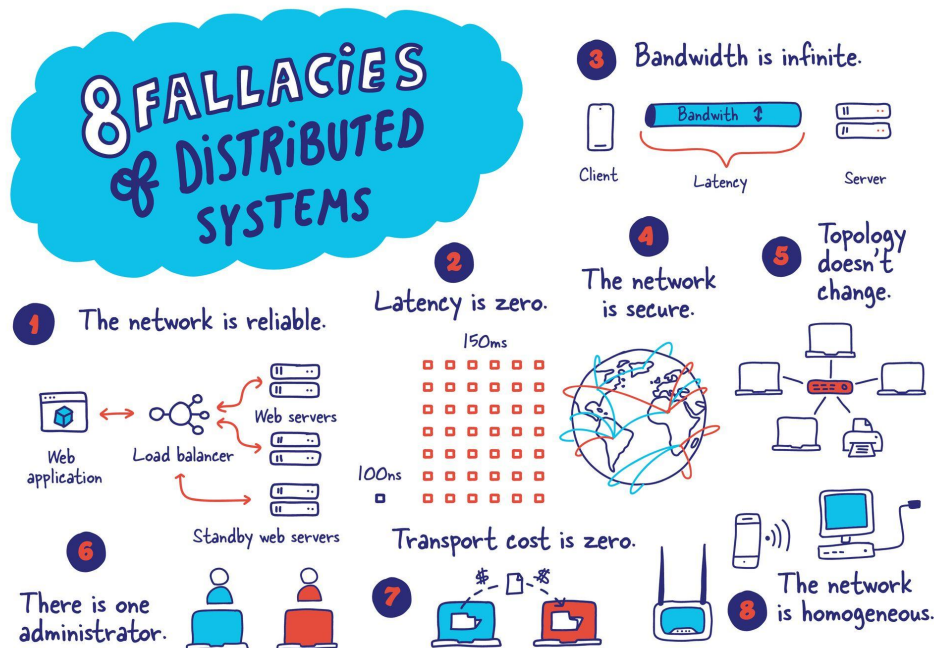 8 FALLACiES
of DiSTRiBUTED
SYSTEMS
1
The network is reliable.
Web
application
Load balancer
Web servers
Standby web servers
2
Latency is zero.
150ms
100ns
3
Bandwidth is infinite.
Bandwith
Client
Latency
Server
4
The network
is secure.
5
Topology
doesn't
change.
6
There is one
administrator.
7
Transport cost is zero.
$ $
8
The network
is homogeneous.